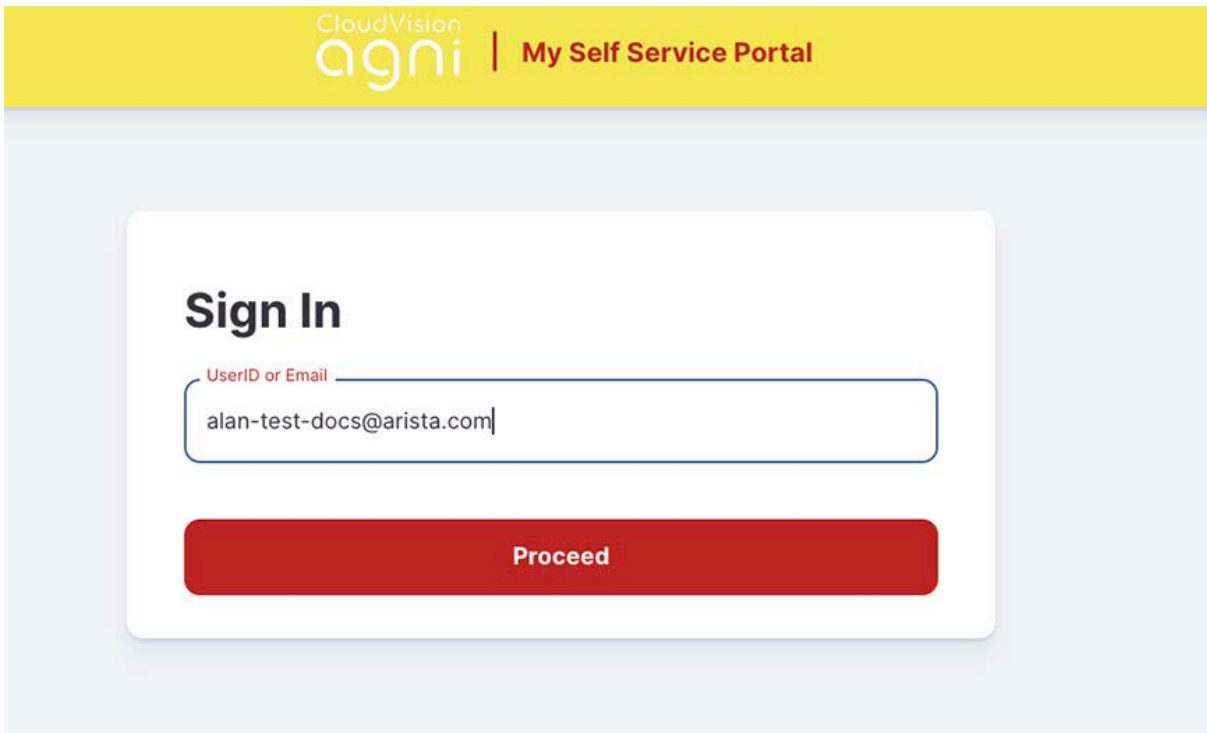 CloudVision
agni | My Self Service Portal
Sign In
UserID or Email
alan-test-docs@arista.com
Proceed